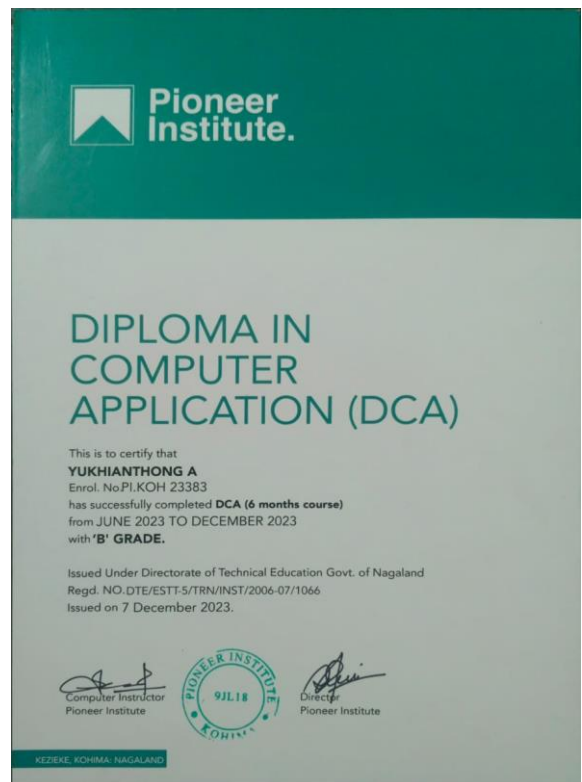 Pioneer
Institute.
DIPLOMA IN
COMPUTER
APPLICATION (DCA)
This is to certify that
YUKHIANTHONG A
Enrol. No.PI.KOH 23383
has successfully completed DCA (6 months course)
from JUNE 2023 TO DECEMBER 2023
with 'B' GRADE.
Issued Under Directorate of Technical Education Govt. of Nagaland
Regd. NO.DTE/ESTT-5/TRN/INST/2006-07/1066
Issued on 7 December 2023.
Computer Instructor
Pioneer Institute
PIONEER INSTITUTE
9JL18
KOHIMA
Director
Pioneer Institute
KEZIEKE, KOHIMA: NAGALAND